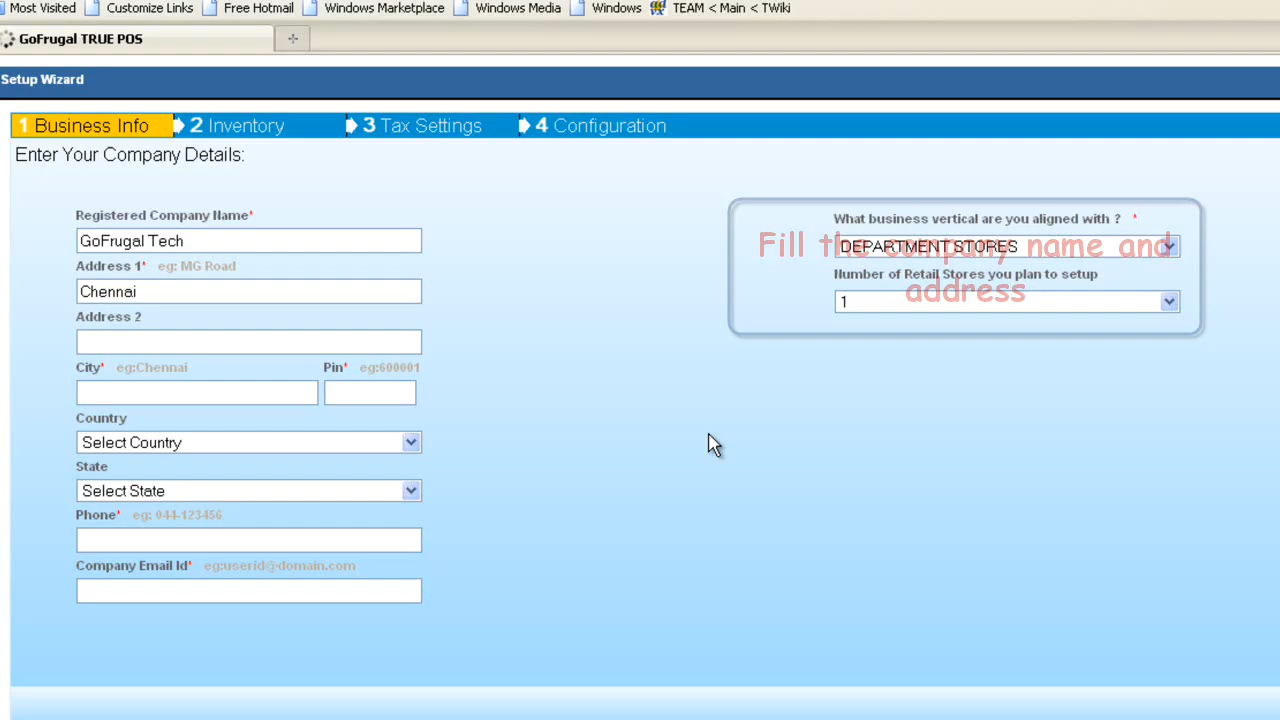 Most Visited Customize Links Free Hotmail Windows Marketplace Windows Media Windows TEAM < Main < TWiki
GoFrugal TRUE POS
Setup Wizard
1 Business Info 2 Inventory 3 Tax Settings 4 Configuration
Enter Your Company Details:
Registered Company Name*
GoFrugal Tech
Address 1* eg: MG Road
Chennai
Address 2
City* eg:Chennai Pin* eg:600001
Country
Select Country
State
Select State
Phone* eg: 044-123456
Company Email Id* eg:userid@domain.com
What business vertical are you aligned with ? *
DEPARTMENT STORES
Number of Retail Stores you plan to setup
1
Fill the company name and
address